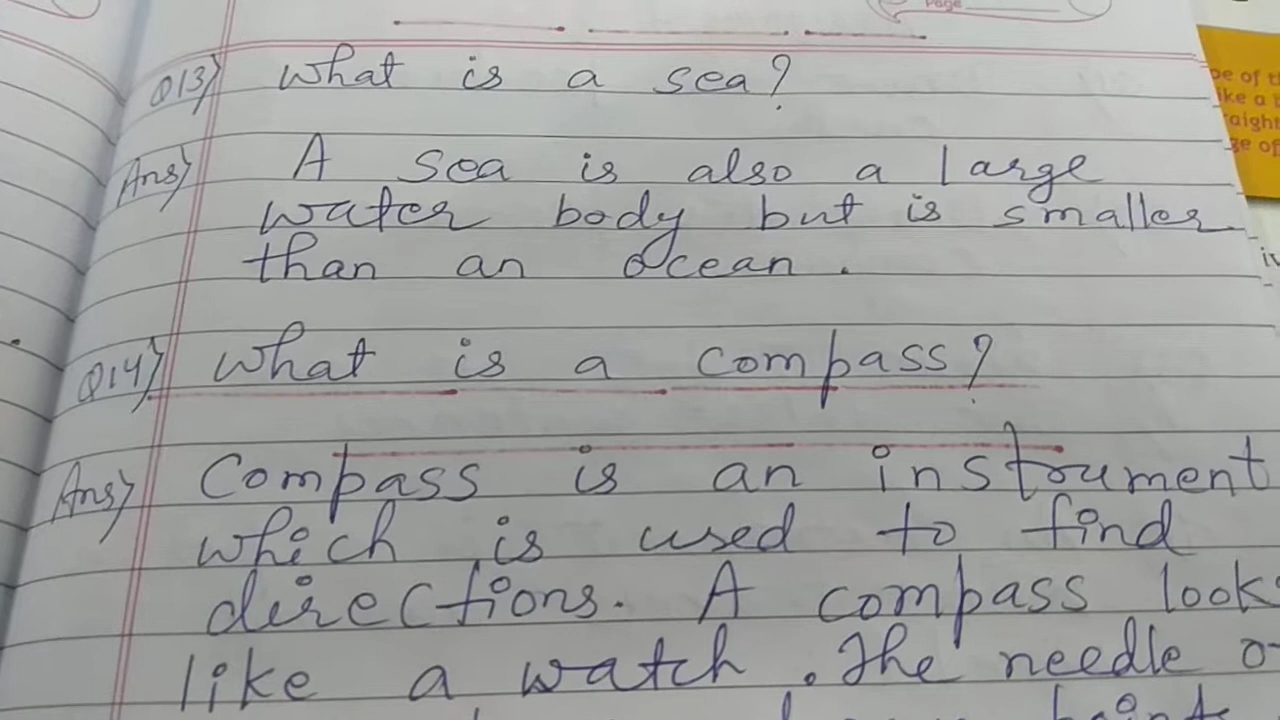 Page
Q13) What is a sea?
Ans) A sea is also a large
water body but is smaller
than an ocean.
Q14) What is a compass?
Ans) Compass is an instrument
which is used to find
directions. A compass look
like a watch. The needle